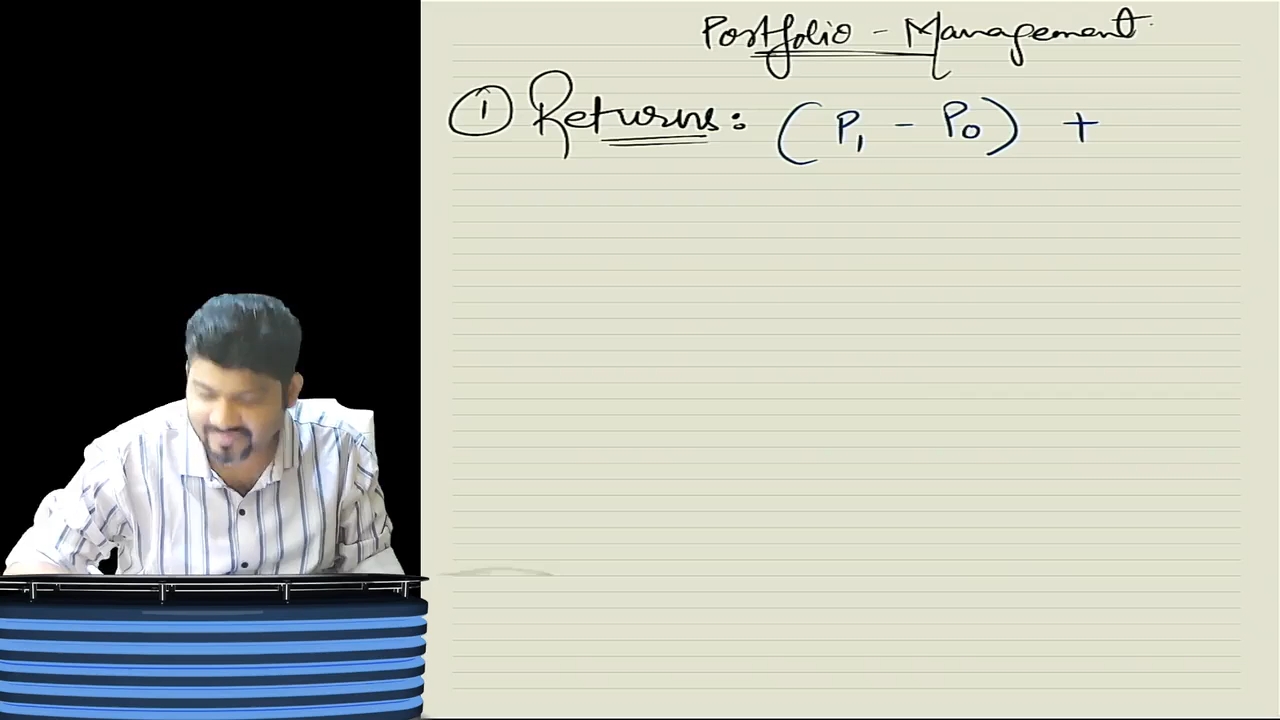 Portfolio - Management
① Returns: (P₁ - P₀) +